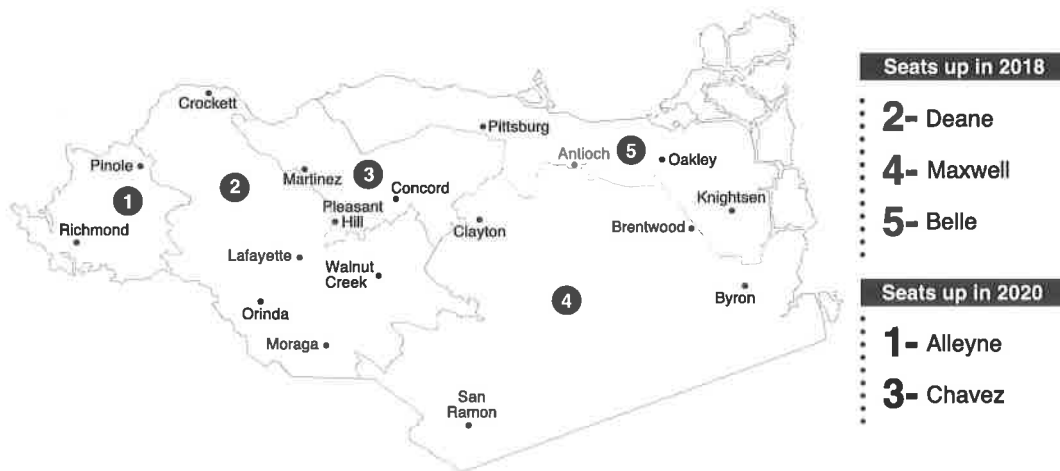 Crockett
Pittsburg
Pinole
Martinez
3
Antioch
5
Oakley
1
2
Concord
Pleasant
Hill
Knightsen
Richmond
Clayton
Brentwood
Lafayette
Walnut
Creek
4
Byron
Orinda
Moraga
San
Ramon
Seats up in 2018
2- Deane
4- Maxwell
5- Belle
Seats up in 2020
1- Alleyne
3- Chavez